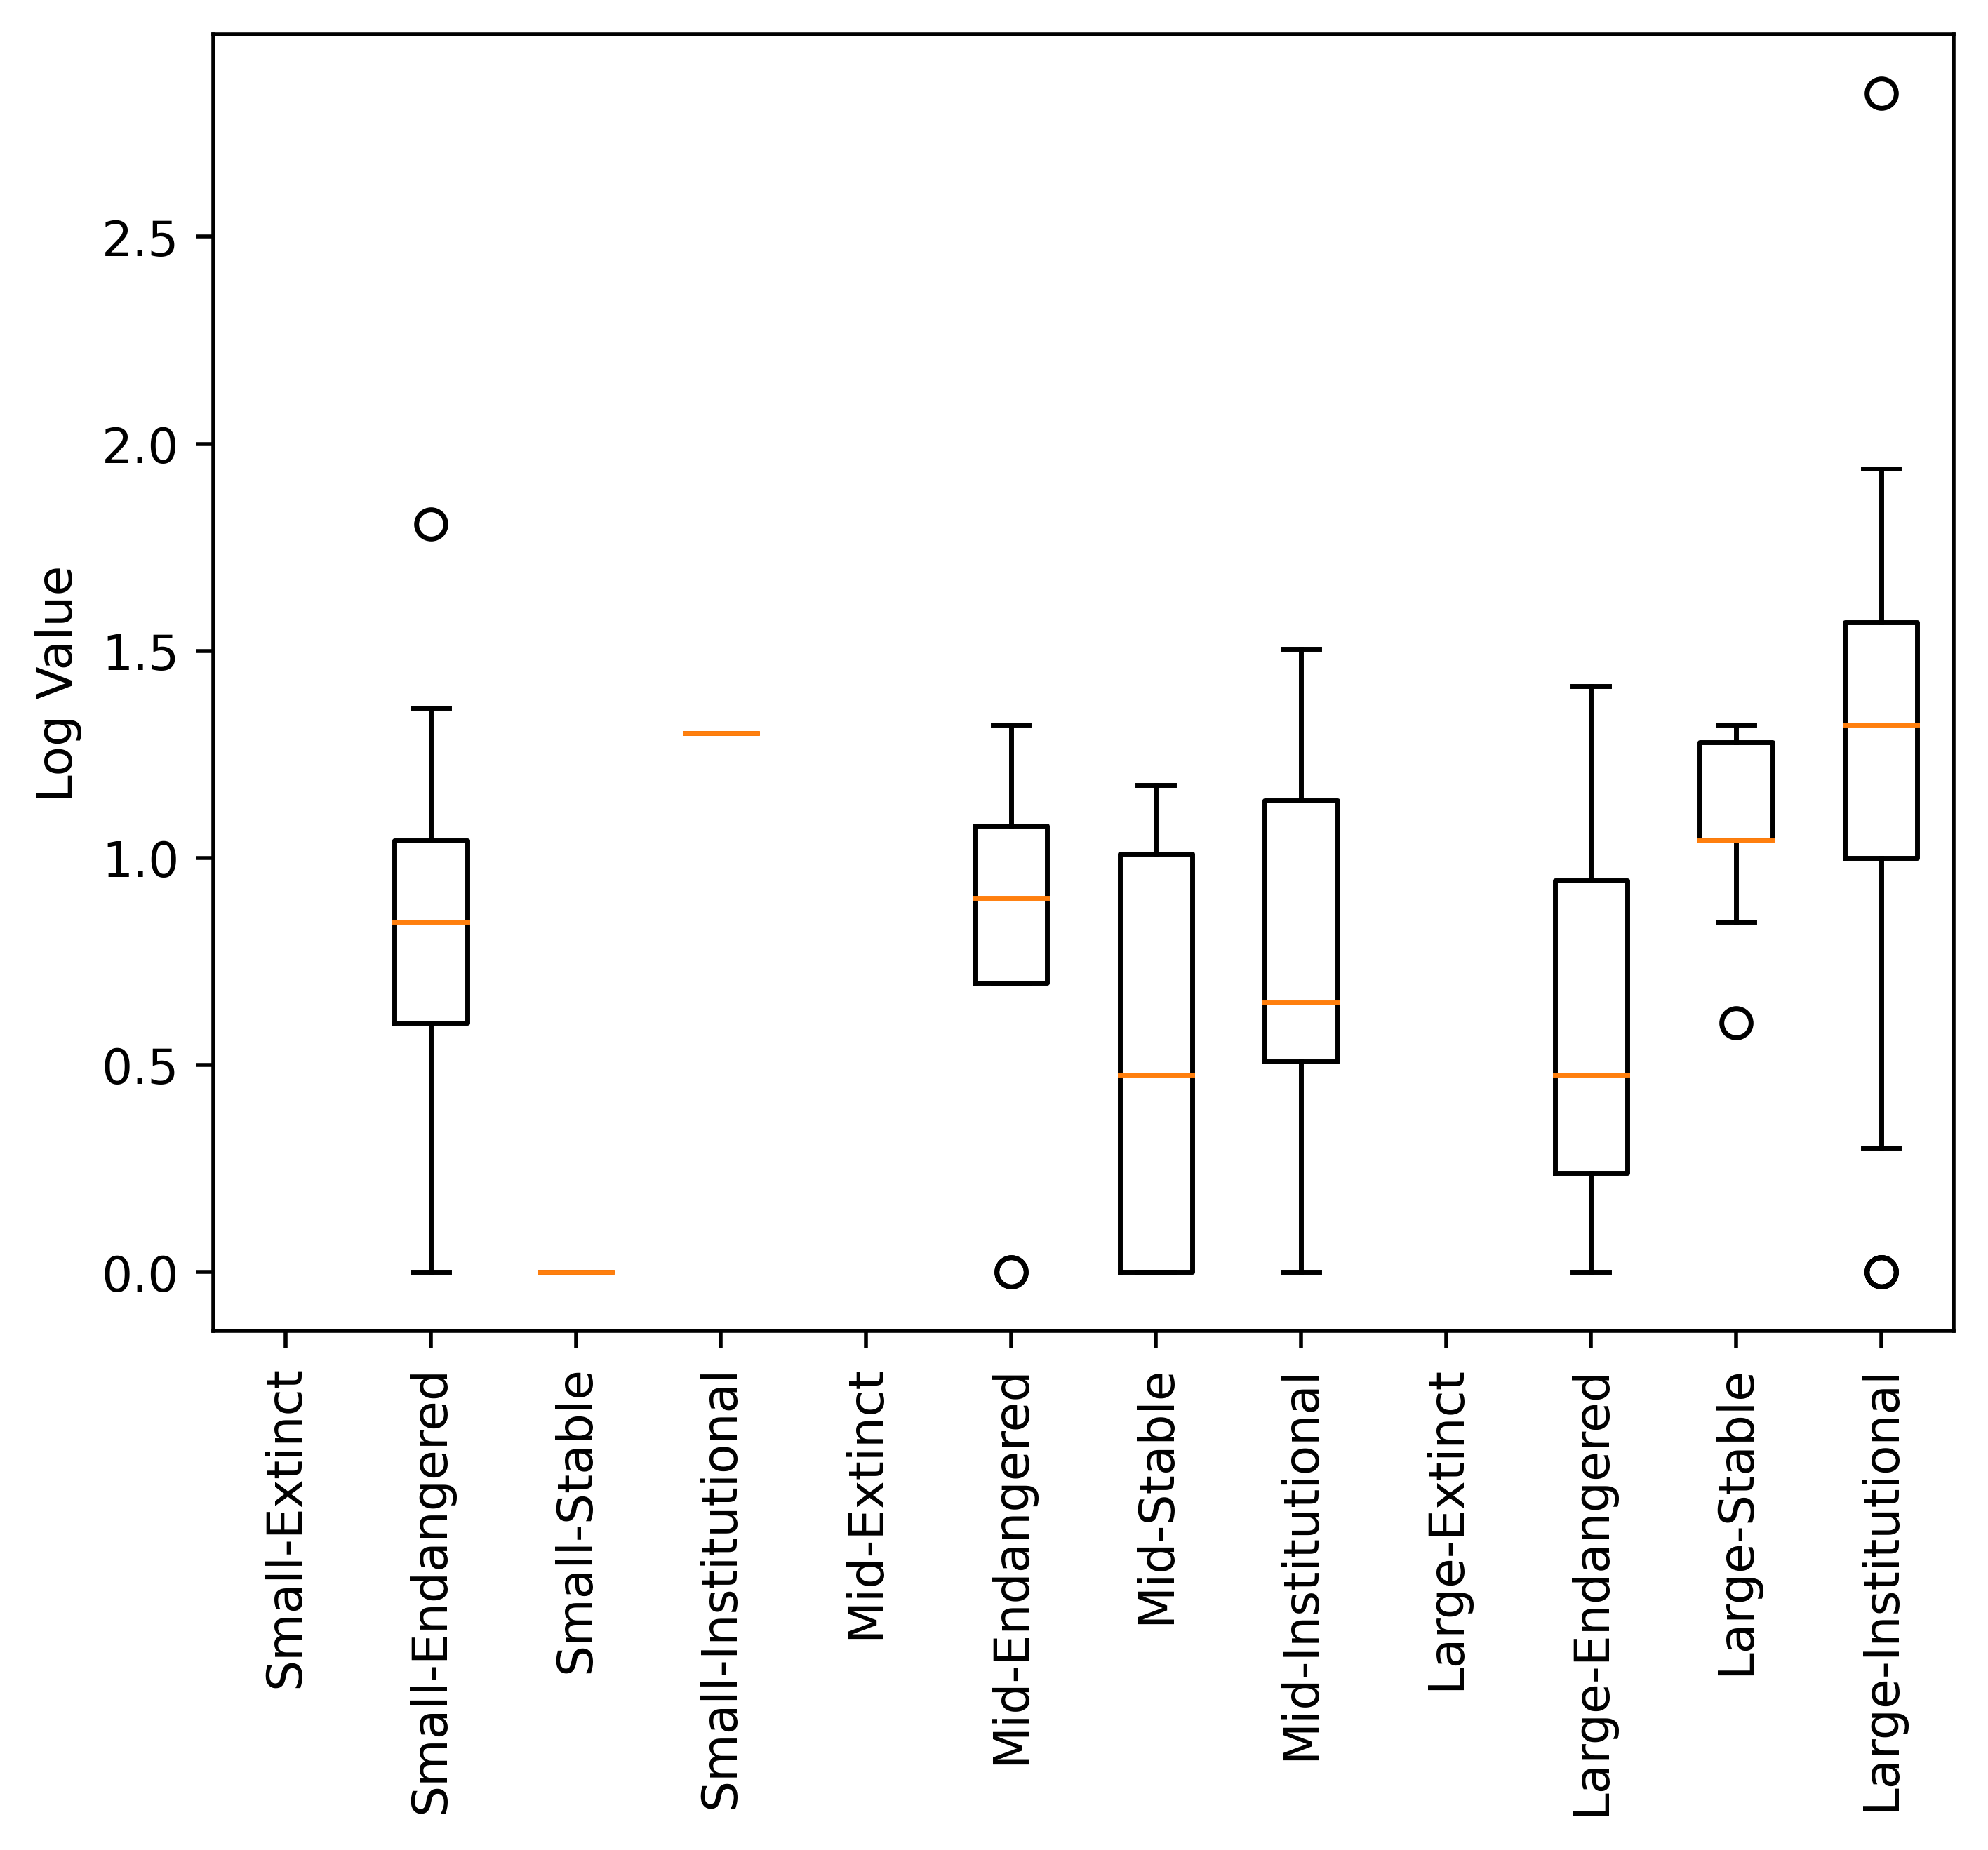 Log Value
2.5
2.0
1.5
1.0
0.5
0.0
Small-Extinct
Small-Endangered
Small-Stable
Small-Institutional
Mid-Extinct
Mid-Endangered
Mid-Stable
Mid-Institutional
Large-Extinct
Large-Endangered
Large-Stable
Large-Institutional